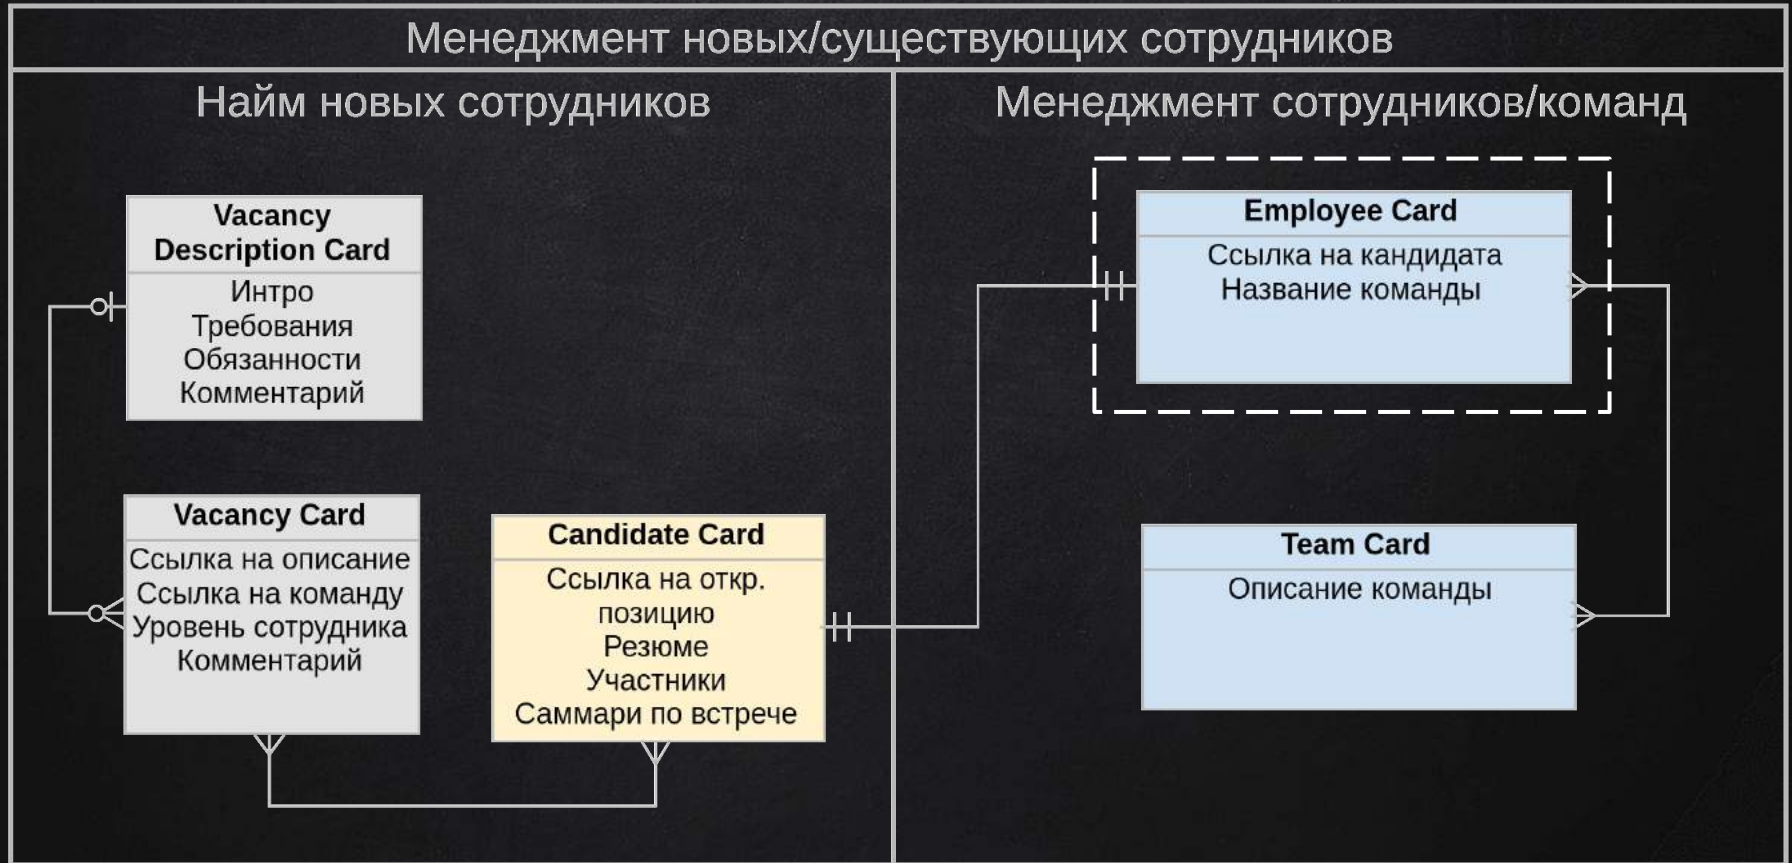 Менеджмент новых/существующих сотрудников
Найм новых сотрудников
Менеджмент сотрудников/команд
Vacancy
Description Card
Интро
Требования
Обязанности
Комментарий
Vacancy Card
Ссылка на описание
Ссылка на команду
Уровень сотрудника
Комментарий
Candidate Card
Ссылка на откр.
позицию
Резюме
Участники
Саммари по встрече
Employee Card
Ссылка на кандидата
Название команды
Team Card
Описание команды